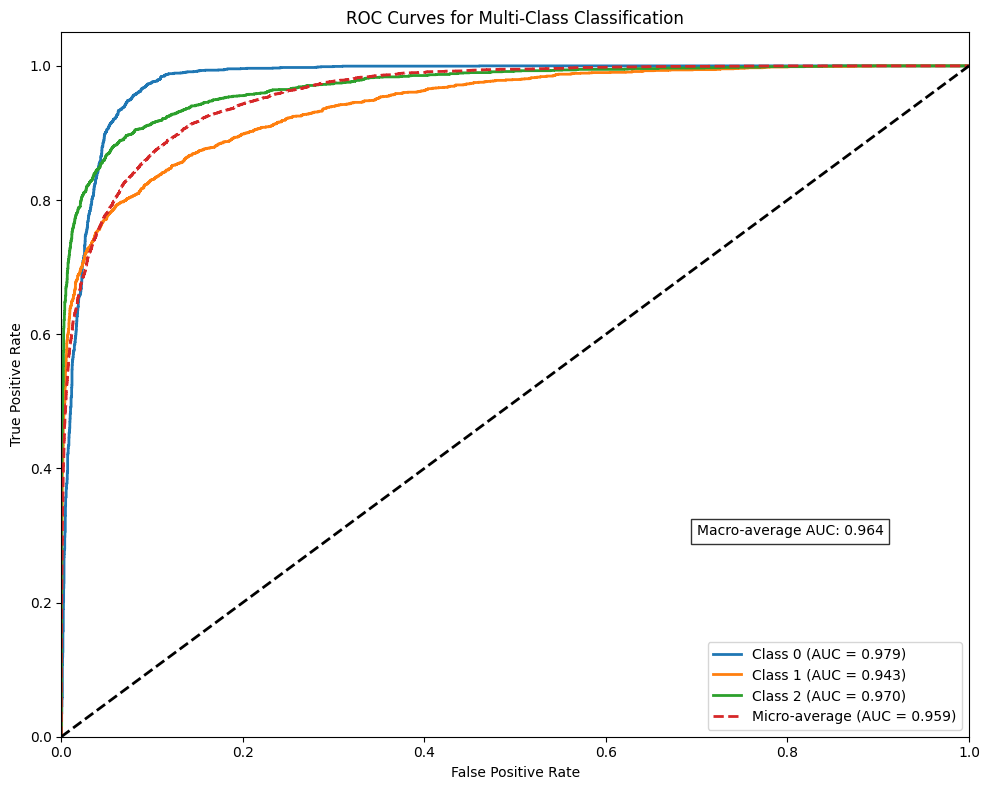 ROC Curves for Multi-Class Classification
1.0
0.8
0.6
0.4
0.2
0.0
True Positive Rate
Macro-average AUC: 0.964
Class 0 (AUC = 0.979)
Class 1 (AUC = 0.943)
Class 2 (AUC = 0.970)
Micro-average (AUC = 0.959)
0.0 0.2 0.4 0.6 0.8 1.0
False Positive Rate